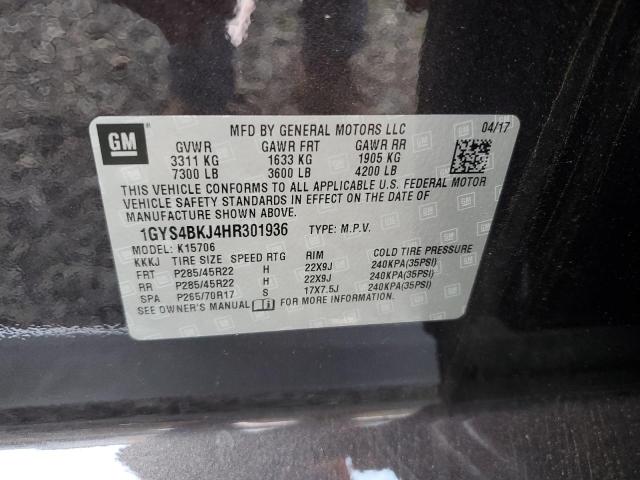 GM
MFD BY GENERAL MOTORS LLC 04/17
GVWR GAWR FRT GAWR RR
3311 KG 1633 KG 1905 KG
7300 LB 3600 LB 4200 LB
THIS VEHICLE CONFORMS TO ALL APPLICABLE U.S. FEDERAL MOTOR
VEHICLE SAFETY STANDARDS IN EFFECT ON THE DATE OF
MANUFACTURE SHOWN ABOVE.
1GYS4BKJ4HR301936 TYPE: M.P.V.
MODEL: K15706
KKKJ TIRE SIZE SPEED RTG RIM COLD TIRE PRESSURE
FRT P285/45R22 H 22X9J 240KPA(35PSI)
RR P285/45R22 H 22X9J 240KPA(35PSI)
SPA P265/70R17 S 17X7.5J 240KPA(35PSI)
SEE OWNER'S MANUAL FOR MORE INFORMATION.